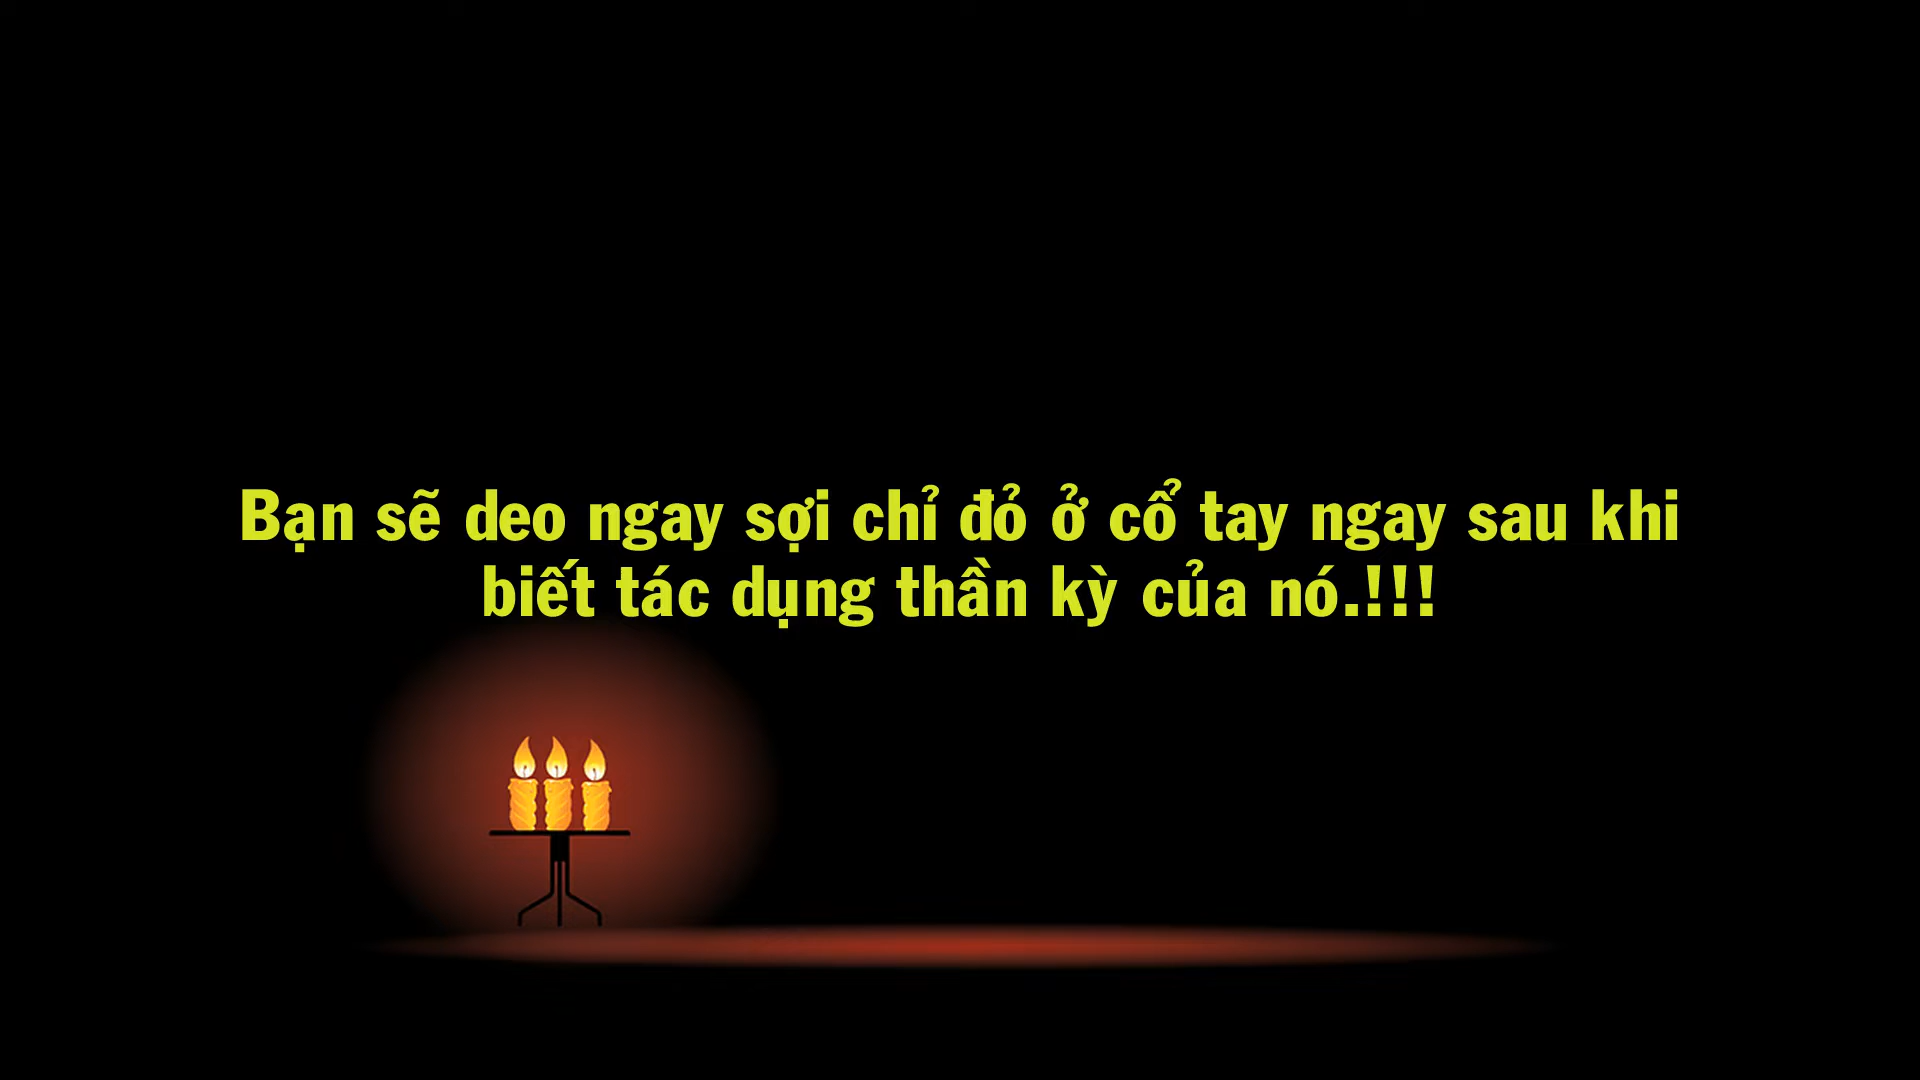 Bạn sẽ deo ngay sợi chỉ đỏ ở cổ tay ngay sau khi
biết tác dụng thần kỳ của nó.!!!